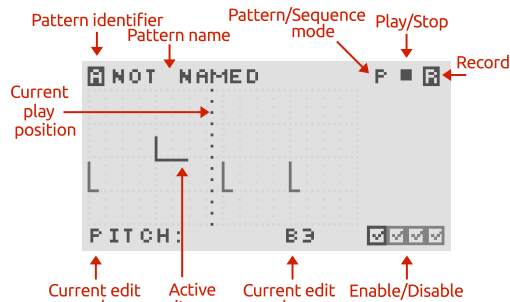 Pattern identifier
Pattern name
Pattern/Sequence
mode
Play/Stop
Record
A NOT NAMED P R
Current
play
position
PITCH: B3
Current edit
Active
Current edit
Enable/Disable